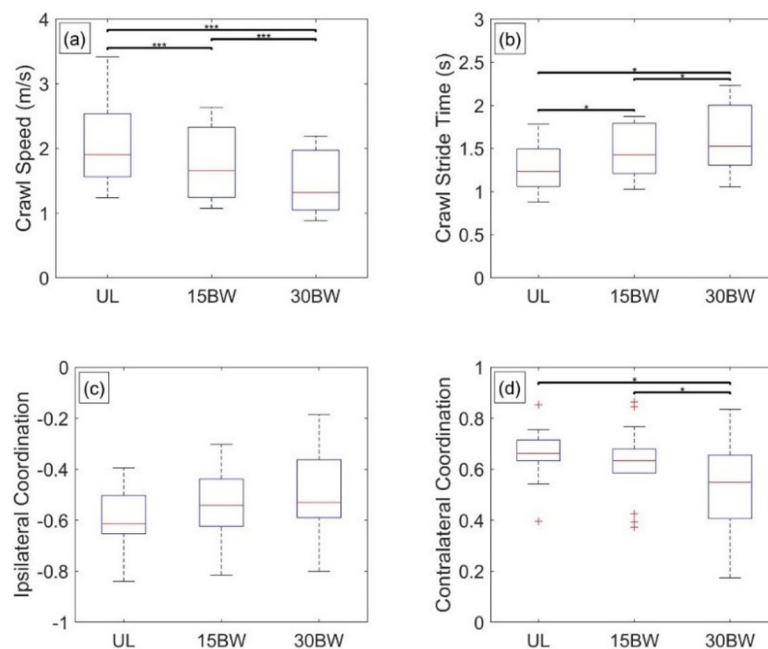 (a)
Crawl Speed (m/s)
4
3
2
1
0
***
***
***
UL
15BW
30BW
(b)
Crawl Stride Time (s)
3
2.5
2
1.5
1
0.5
0
*
*
*
UL
15BW
30BW
(c)
Ipsilateral Coordination
-0
-0.2
-0.4
-0.6
-0.8
-1
UL
15BW
30BW
(d)
Contralateral Coordination
1
0.8
0.6
0.4
0.2
0
*
*
UL
15BW
30BW